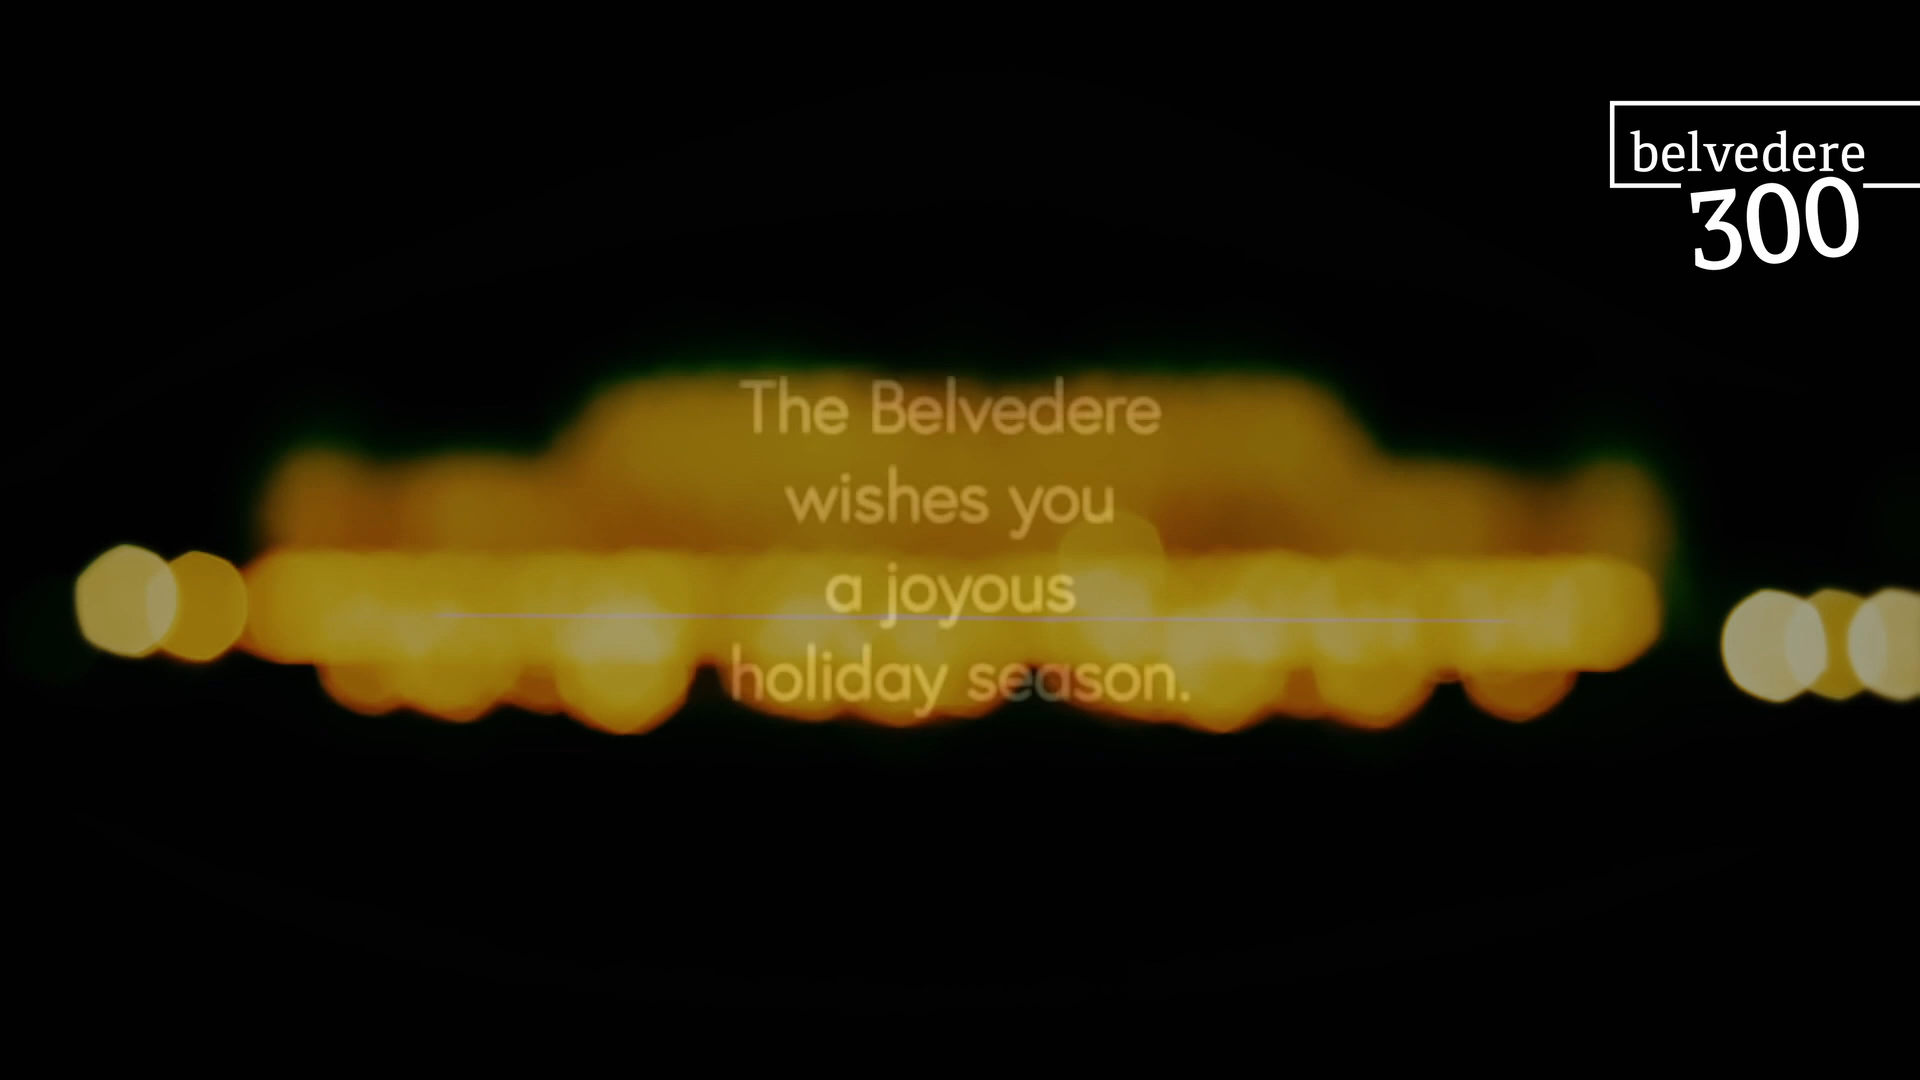 belvedere
300
The Belvedere
wishes you
a joyous
holiday season.